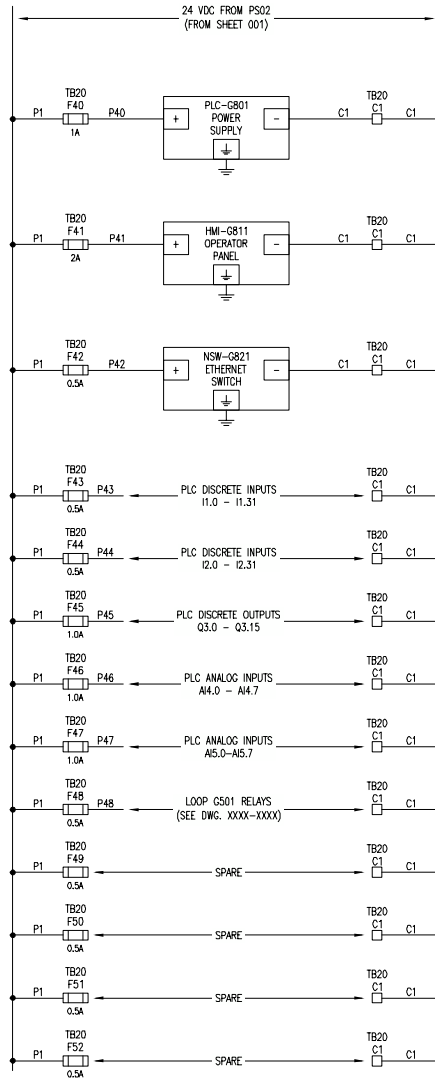 24 VDC FROM PS02
(FROM SHEET 001)
TB20
F40
P1
P40
1A
PLC-G801
POWER
SUPPLY
+
-
C1
TB20
C1
C1
TB20
F41
P1
P41
2A
HMI-G811
OPERATOR
PANEL
+
-
C1
TB20
C1
C1
TB20
F42
P1
P42
0.5A
NSW-G821
ETHERNET
SWITCH
+
-
C1
TB20
C1
C1
TB20
F43
P1
P43
0.5A
PLC DISCRETE INPUTS
I1.0 - I1.31
TB20
C1
C1
TB20
F44
P1
P44
0.5A
PLC DISCRETE INPUTS
I2.0 - I2.31
TB20
C1
C1
TB20
F45
P1
P45
1.0A
PLC DISCRETE OUTPUTS
Q3.0 - Q3.15
TB20
C1
C1
TB20
F46
P1
P46
1.0A
PLC ANALOG INPUTS
AI4.0 - AI4.7
TB20
C1
C1
TB20
F47
P1
P47
1.0A
PLC ANALOG INPUTS
AI5.0-AI5.7
TB20
C1
C1
TB20
F48
P1
P48
0.5A
LOOP G501 RELAYS
(SEE DWG. XXXX-XXXX)
TB20
C1
C1
TB20
F49
P1
0.5A
SPARE
TB20
C1
C1
TB20
F50
P1
0.5A
SPARE
TB20
C1
C1
TB20
F51
P1
0.5A
SPARE
TB20
C1
C1
TB20
F52
P1
0.5A
SPARE
TB20
C1
C1